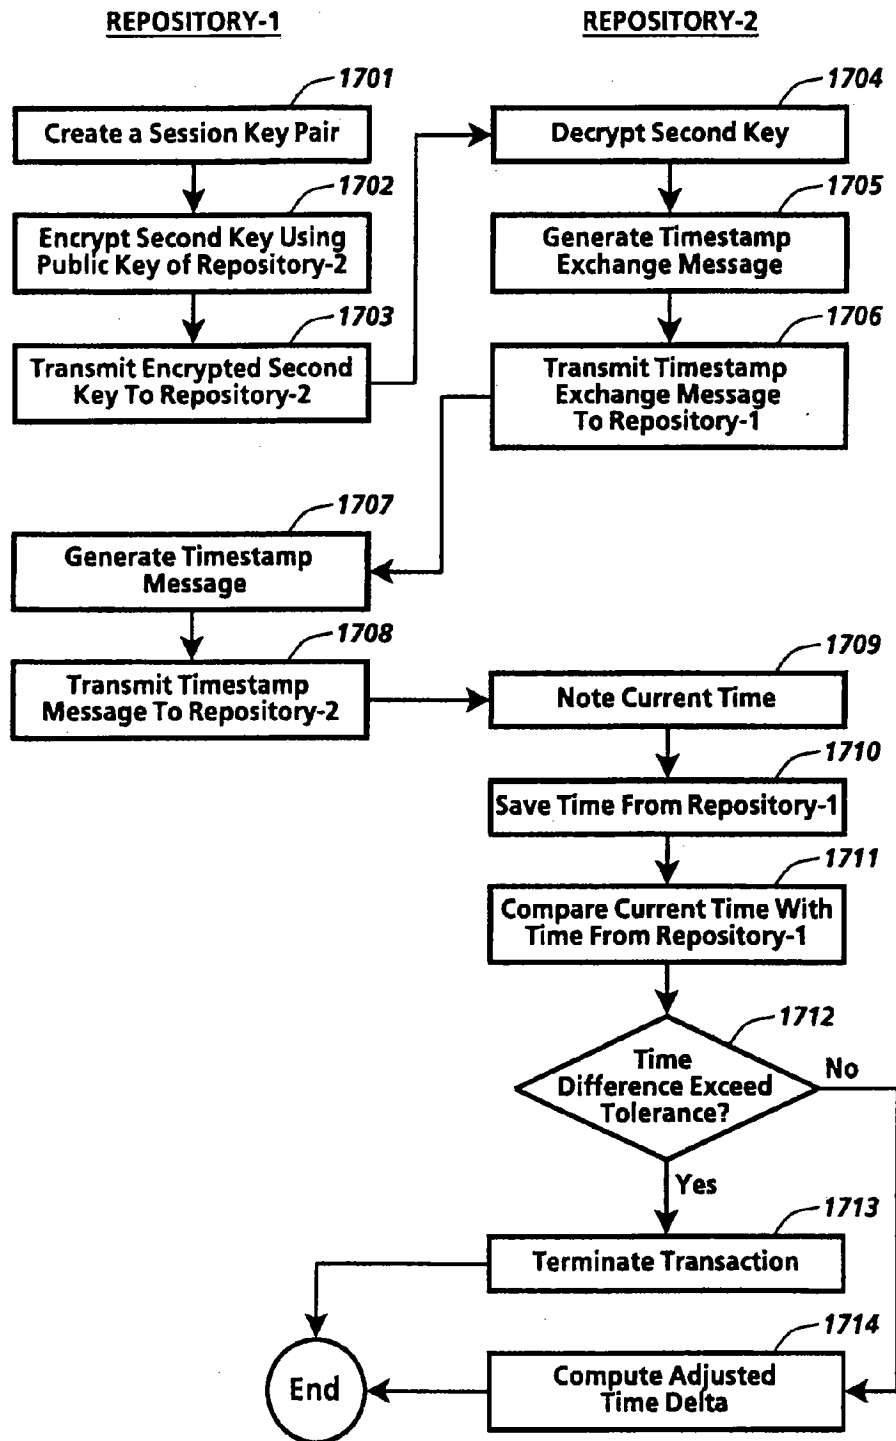 REPOSITORY-1
REPOSITORY-2
1701
Create a Session Key Pair
1702
Encrypt Second Key Using
Public Key of Repository-2
1703
Transmit Encrypted Second
Key To Repository-2
1704
Decrypt Second Key
1705
Generate Timestamp
Exchange Message
1706
Transmit Timestamp
Exchange Message
To Repository-1
1707
Generate Timestamp
Message
1708
Transmit Timestamp
Message To Repository-2
1709
Note Current Time
1710
Save Time From Repository-1
1711
Compare Current Time With
Time From Repository-1
1712
Time
Difference Exceed
Tolerance?
No
Yes
1713
Terminate Transaction
1714
Compute Adjusted
Time Delta
End